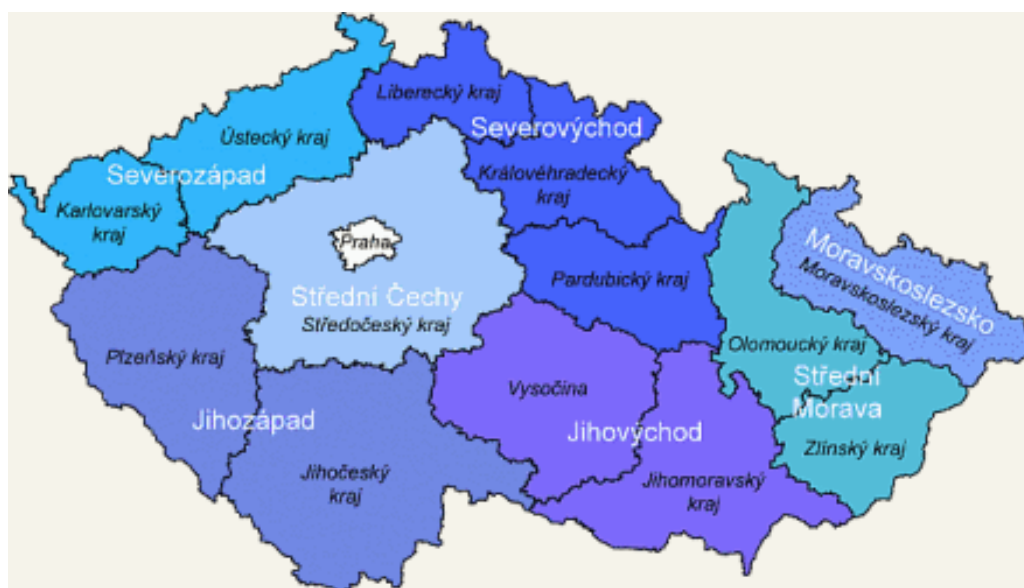 Liberecký kraj
Severovýchod
Ústecký kraj
Severozápad
Královéhradecký
kraj
Karlovarský
kraj
Praha
Moravskoslezsko
Moravskoslezský kraj
Pardubický kraj
Střední Čechy
Středočeský kraj
Plzeňský kraj
Olomoucký kraj
Střední
Morava
Vysočina
Jihozápad
Jihovýchod
Zlínský kraj
Jihočeský
kraj
Jihomoravský
kraj